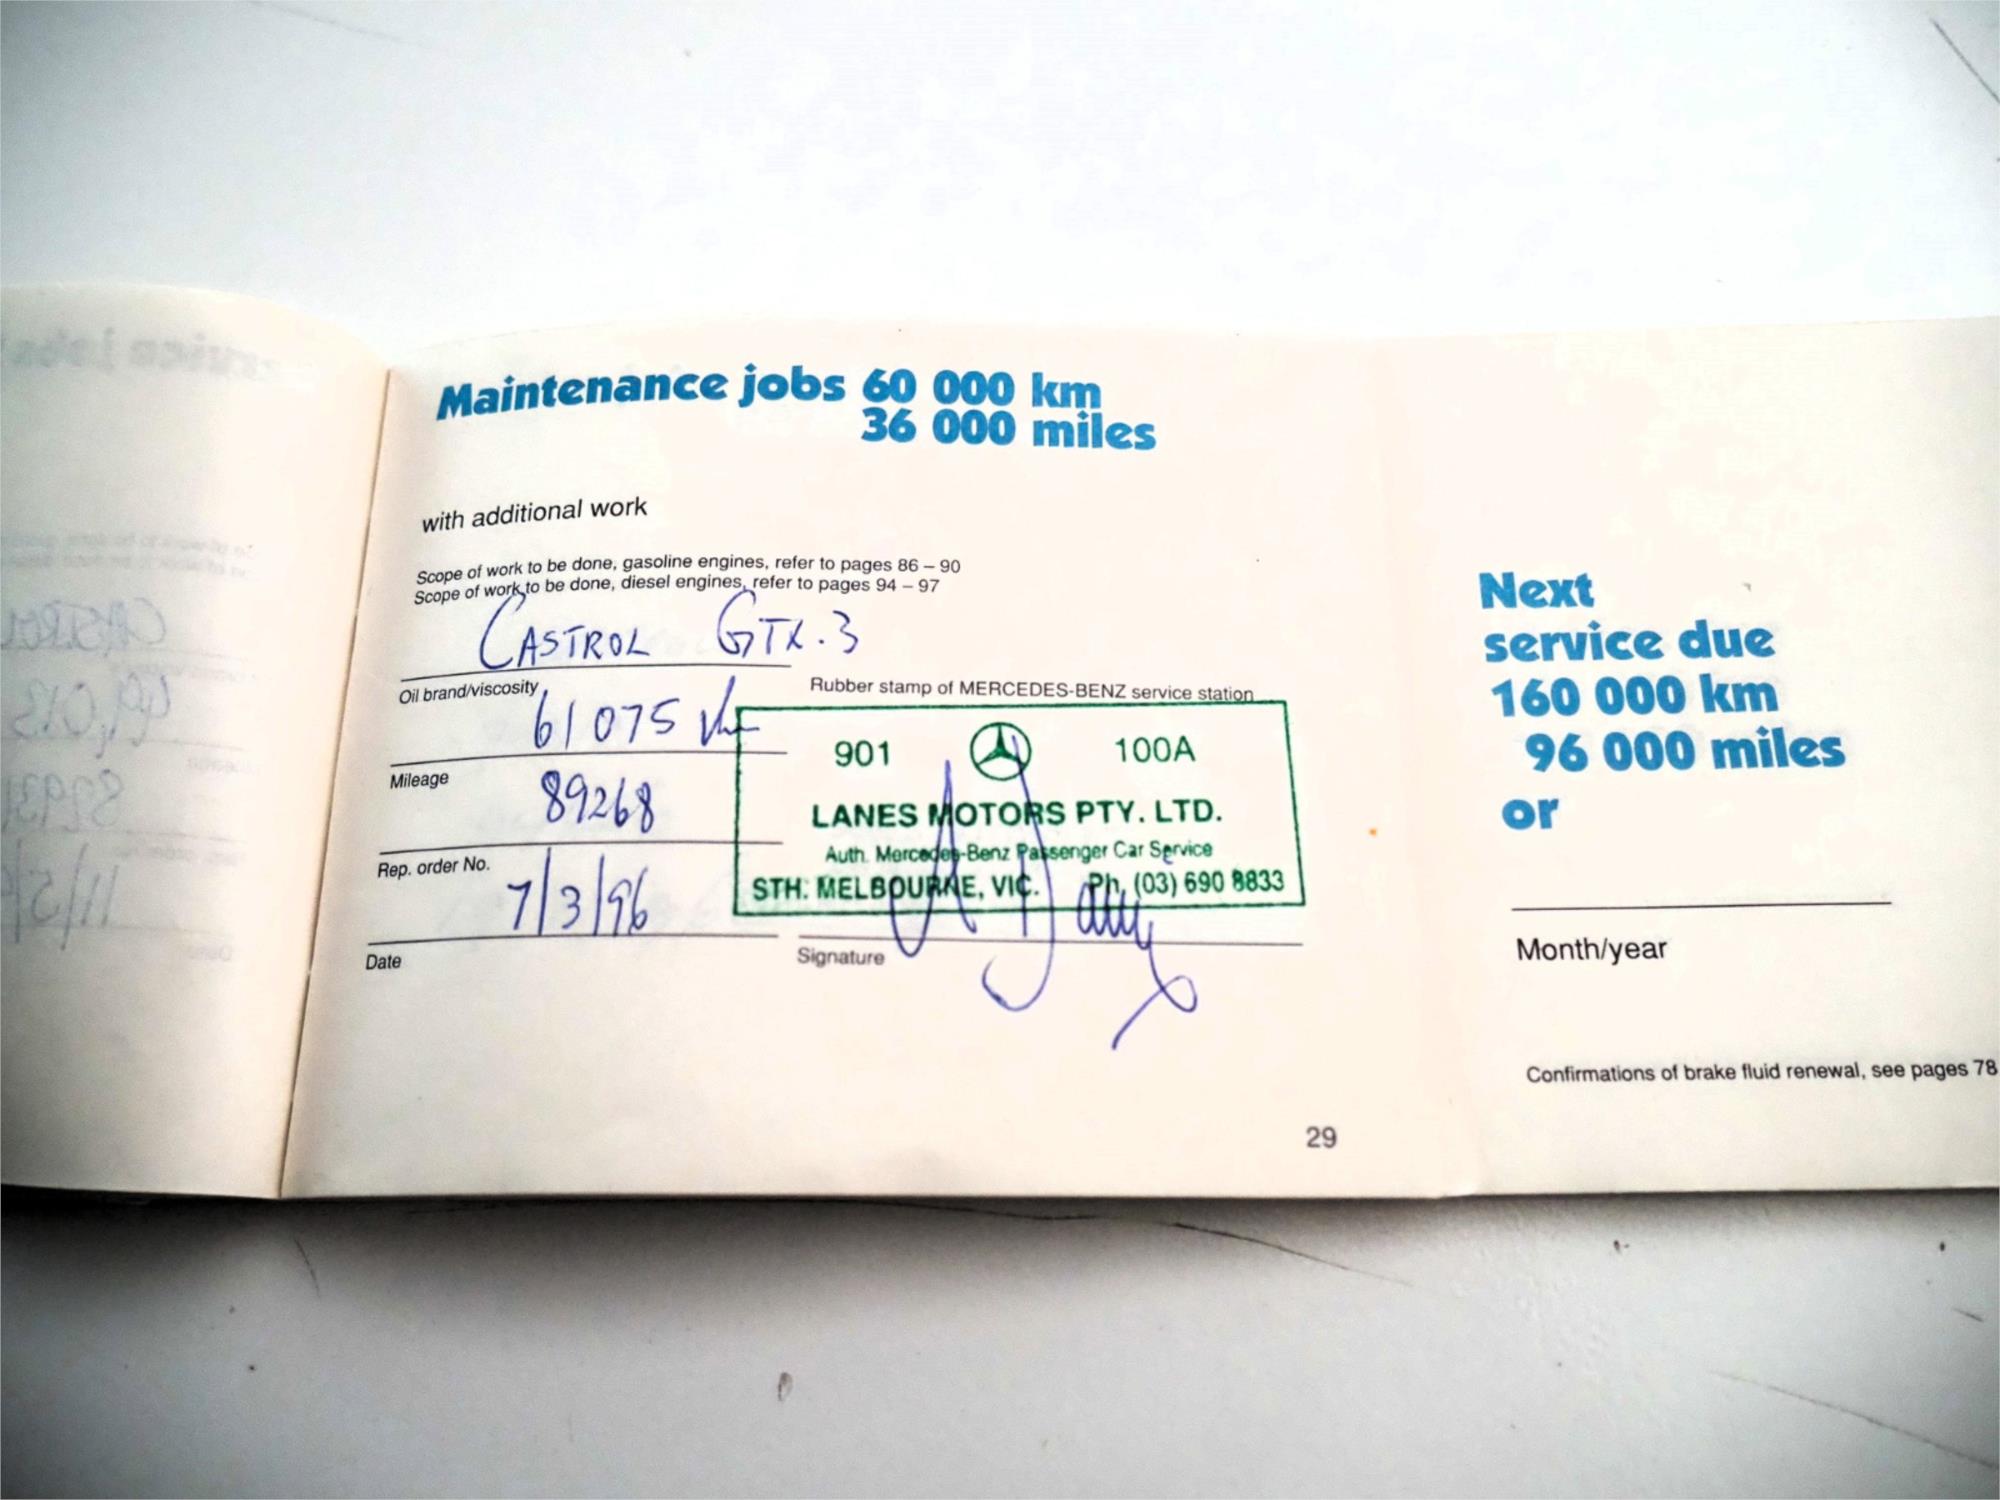 Maintenance jobs 60 000 km
36 000 miles
with additional work
Scope of work to be done, gasoline engines, refer to pages 86 – 90
Scope of work to be done, diesel engines, refer to pages 94 – 97
CASTROL GTX.3
Oil brand/viscosity
61075 km
Mileage
89268
Rep. order No.
7/3/96
Date
Rubber stamp of MERCEDES-BENZ service station
901 100A
LANES MOTORS PTY. LTD.
Auth. Mercedes-Benz Passenger Car Service
STH. MELBOURNE, VIC. Ph. (03) 690 8833
Signature
29
Next
service due
160 000 km
96 000 miles
or
Month/year
Confirmations of brake fluid renewal, see pages 78